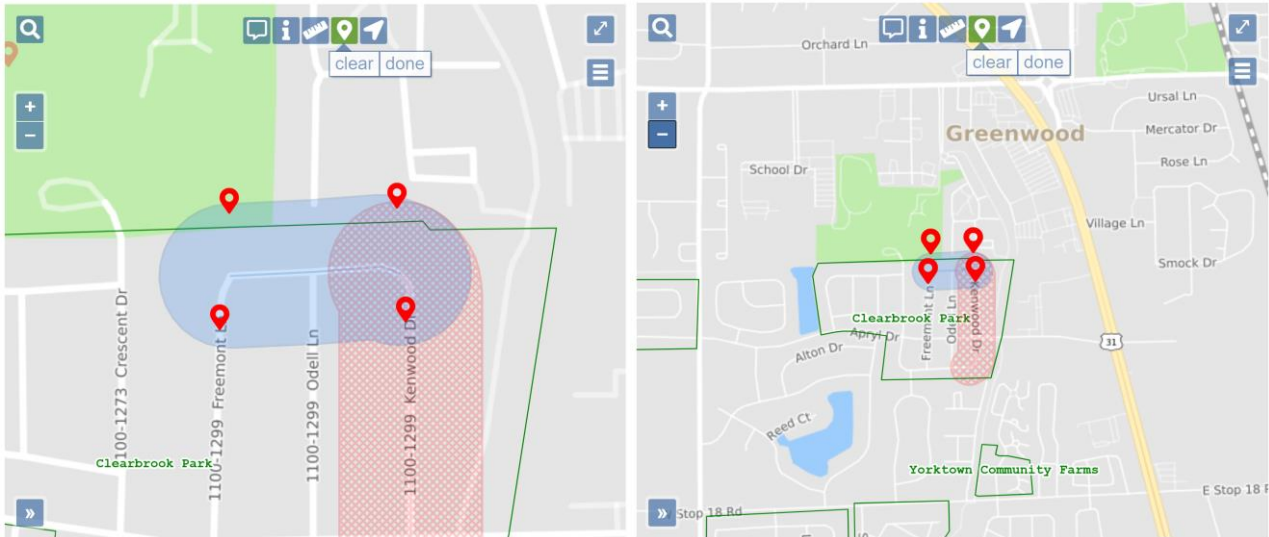 clear done
100-1273 Crescent Dr
1100-1299 Freemont L
1100-1299 Odell Ln
1100-1299 Kenwood Dr
Clearbrook Park
Orchard Ln
clear done
Ursal Ln
Greenwood
Mercator Dr
School Dr
Rose Ln
Village Ln
Smock Dr
Clearbrook Park
Freemont Ln
Odell Ln
Kenwood Dr
Apryl Dr
Alton Dr
31
Reed Ct
Yorktown Community Farms
E Stop 18 R
Stop 18 Rd